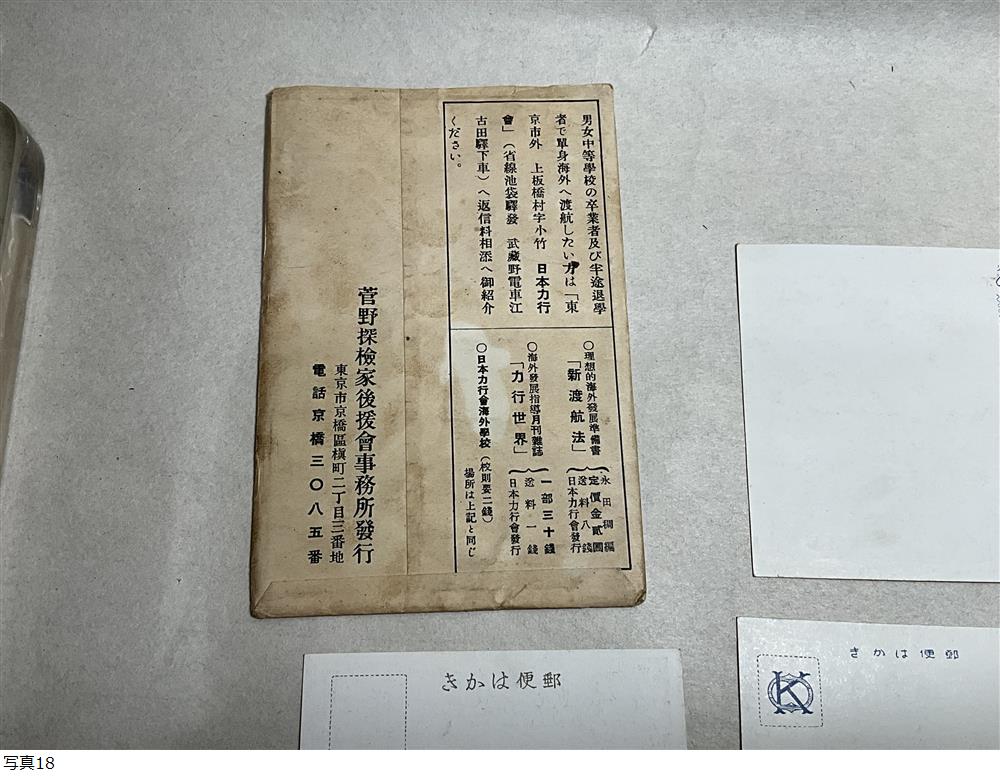 男女中等學校の卒業者及び半途退學
者で單身海外へ渡航したい方は「東
京市外　上板橋村字小竹　日本力行
會」（省線池袋驛發　武藏野電車江
古田驛下車）へ返信料相添へ御紹介
ください。
〇理想的海外發展準備書
「新渡航法」
永田稠編
定價金貳圓
送料八錢
日本力行會發行
〇海外發展指導月刊雜誌
「力行世界」
一部三十錢
送料一錢
日本力行會發行
〇日本力行會海外學校（校則要二錢）
場所は上記と同じ
菅野探檢家後援會事務所發行
東京市京橋區槇町二丁目三番地
電話京橋三〇八五番
きかは便郵
きかは便郵
K
写真18